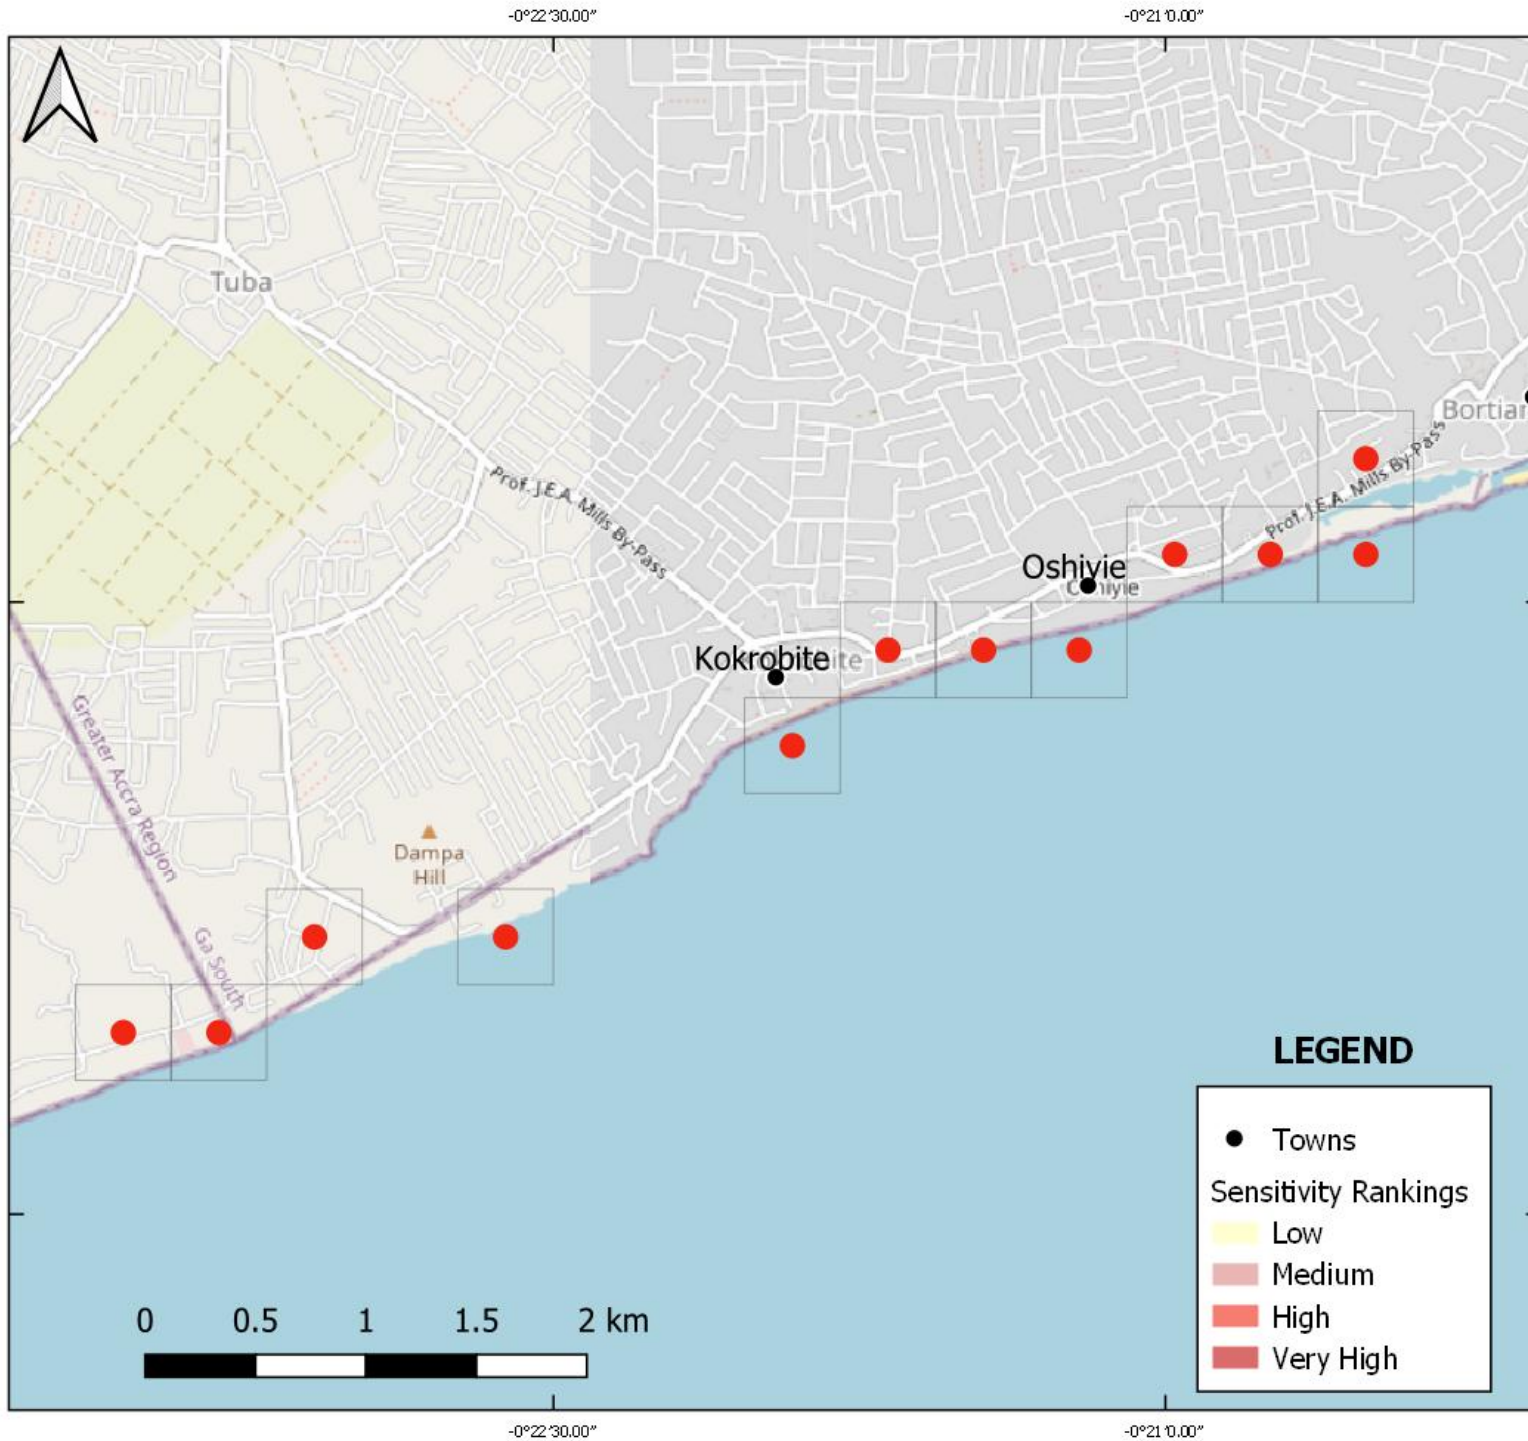 -0°22′30.00″
-0°21′0.00″
Tuba
Bortian
Prof. J.E.A. Mills By-Pass
Prof. J.E.A. Mills By-Pass
Oshiyie
Oshiyie
Kokrobite
Greater Accra Region
Dampa
Hill
Ga South
LEGEND
Towns
Sensitivity Rankings
Low
Medium
High
Very High
0 0.5 1 1.5 2 km
-0°22′30.00″
-0°21′0.00″